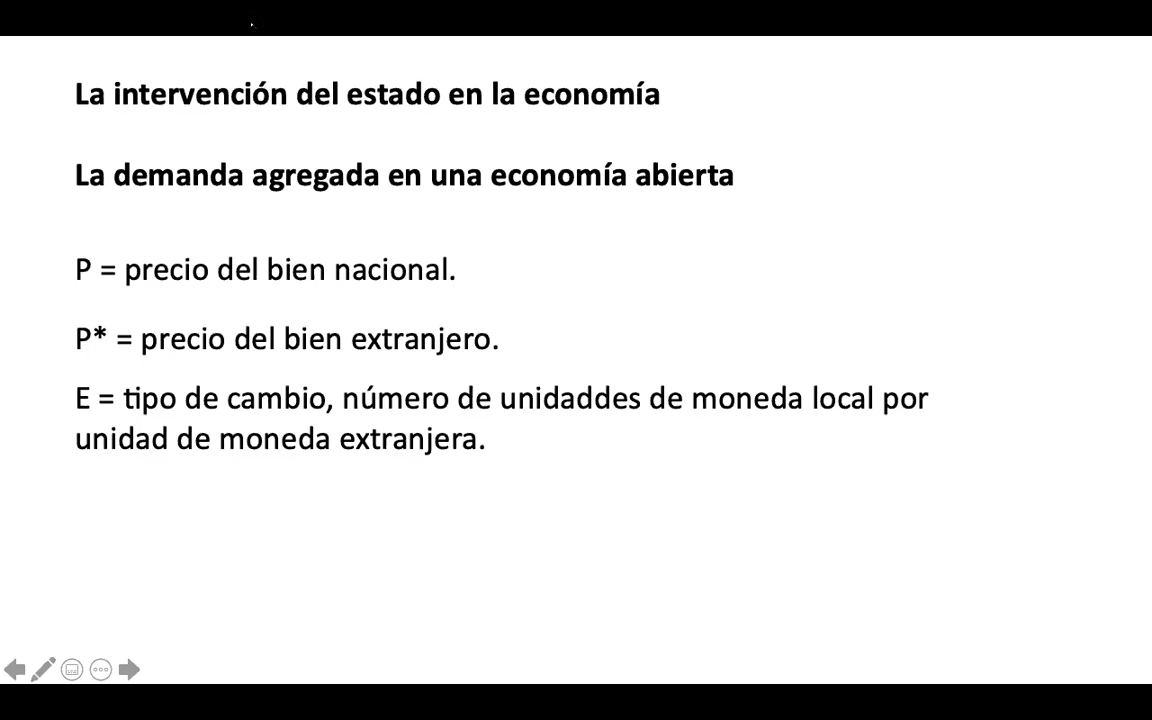 La intervención del estado en la economía
La demanda agregada en una economía abierta
P = precio del bien nacional.
P* = precio del bien extranjero.
E = tipo de cambio, número de unidaddes de moneda local por
unidad de moneda extranjera.